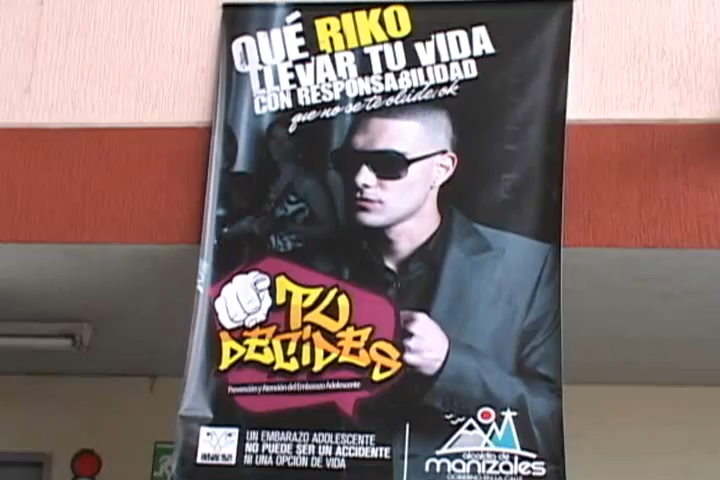 QUÉ RIKO
LLEVAR TU VIDA
CON RESPONSABILIDAD
que no se te olvide, ok
TÚ
DECIDES
Prevención y Atención del Embarazo Adolescente
UN EMBARAZO ADOLESCENTE
NO PUEDE SER UN ACCIDENTE
NI UNA OPCIÓN DE VIDA
alcaldía de
manizales
GOBIERNO EN LA CALLE